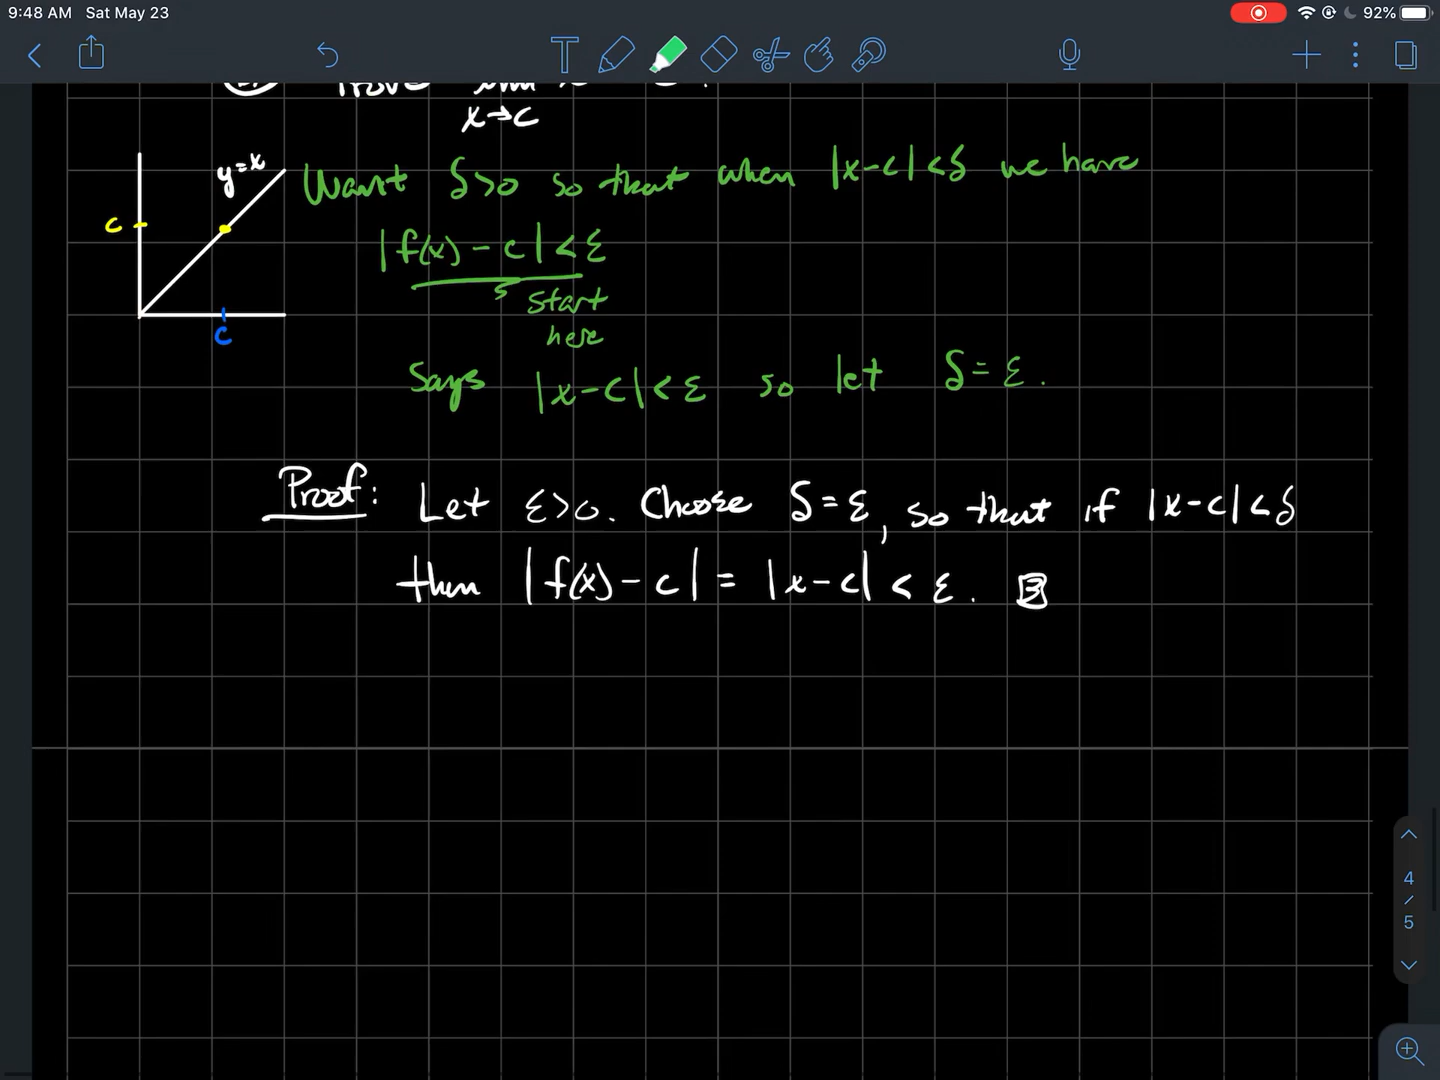 9:48 AM Sat May 23
92%
Prove
x→c
y=x
Want δ>0 so that when |x-c|<δ we have
c
|f(x)-c|<ε
start
here
c
Says |x-c|<ε so let δ=ε.
Proof: Let ε>0. Choose δ=ε, so that if |x-c|<δ
then |f(x)-c| = |x-c| < ε.
4
/
5